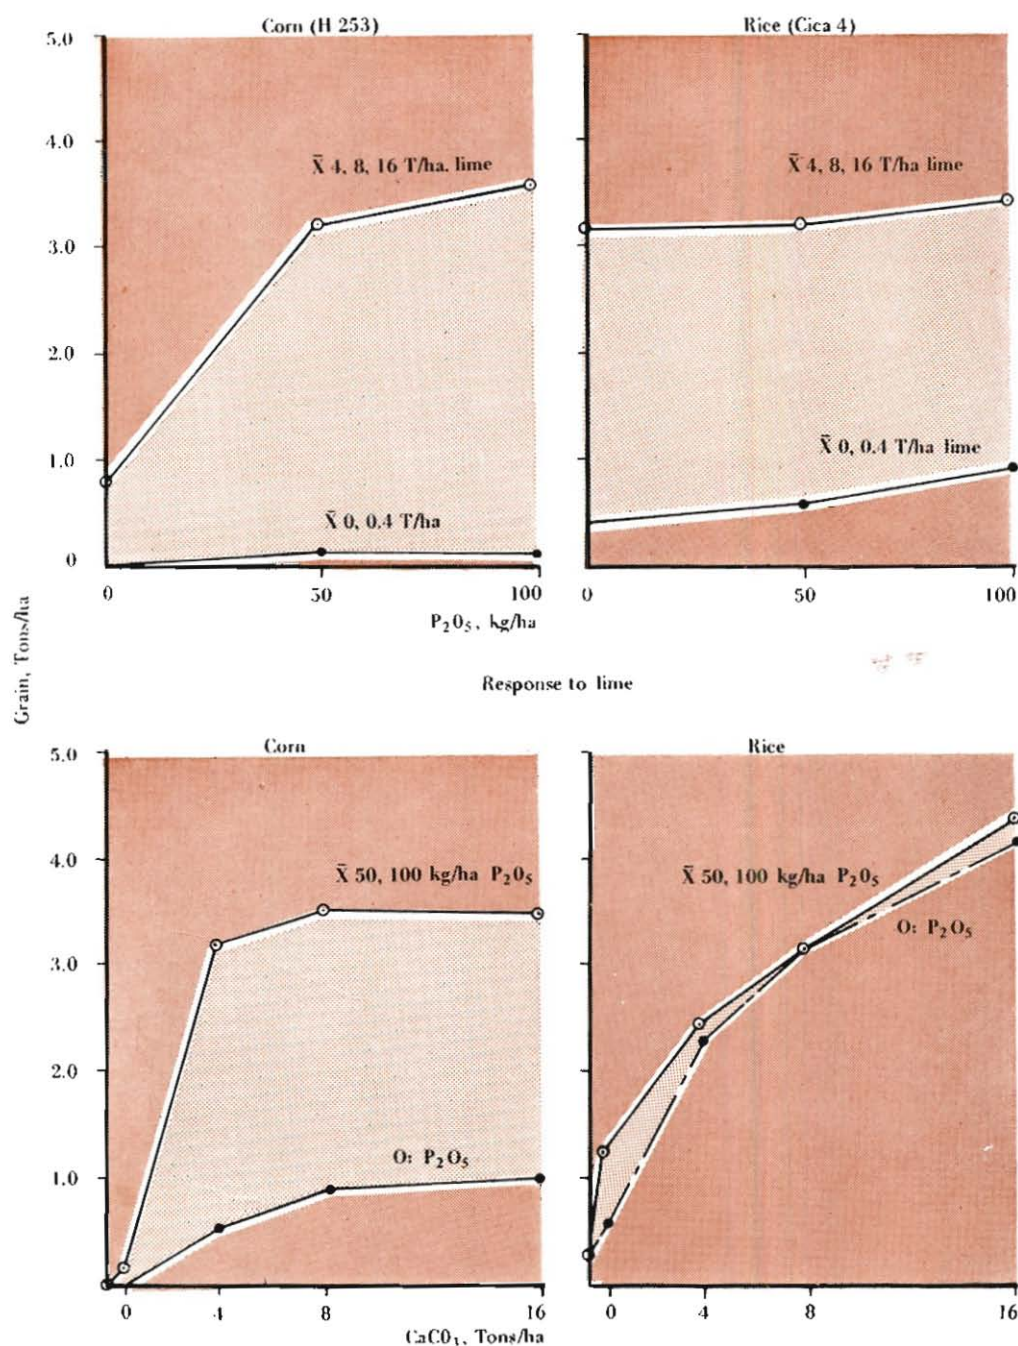 Corn (H 253)
Rice (Cica 4)
5.0
4.0
3.0
2.0
1.0
0
X̄ 4, 8, 16 T/ha. lime
X̄ 0, 0.4 T/ha
X̄ 4, 8, 16 T/ha lime
X̄ 0, 0.4 T/ha lime
0 50 100
0 50 100
P₂O₅, kg/ha
Grain, Tons/ha
Response to lime
Corn
Rice
5.0
4.0
3.0
2.0
1.0
X̄ 50, 100 kg/ha P₂O₅
O: P₂O₅
X̄ 50, 100 kg/ha P₂O₅
O: P₂O₅
0 4 8 16
0 4 8 16
CaCO₃, Tons/ha